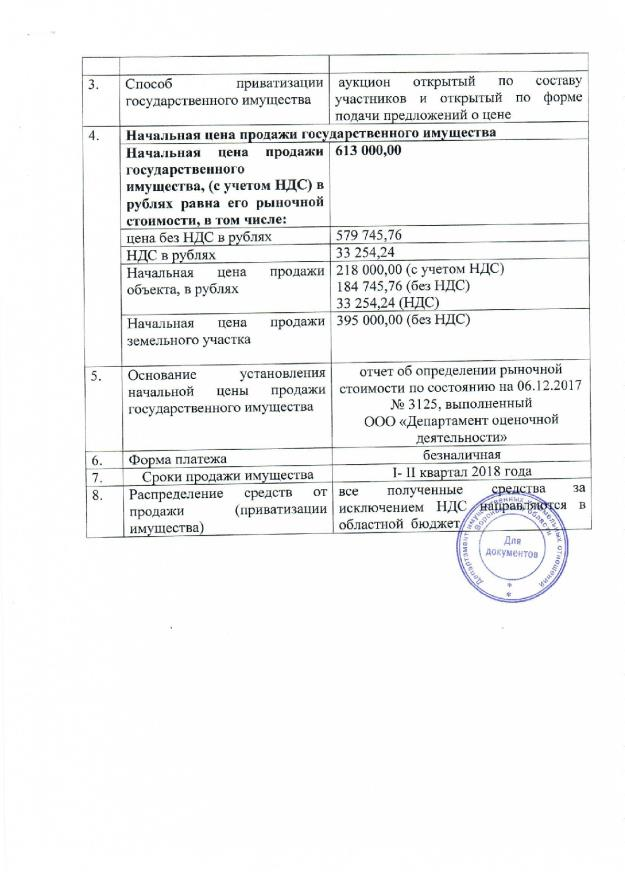 3. Способ приватизации
государственного имущества
аукцион открытый по составу
участников и открытый по форме
подачи предложений о цене
4. Начальная цена продажи государственного имущества
Начальная цена продажи
государственного
имущества, (с учетом НДС) в
рублях равна его рыночной
стоимости, в том числе:
613 000,00
цена без НДС в рублях 579 745,76
НДС в рублях 33 254,24
Начальная цена продажи
объекта, в рублях
218 000,00 (с учетом НДС)
184 745,76 (без НДС)
33 254,24 (НДС)
Начальная цена продажи
земельного участка
395 000,00 (без НДС)
5. Основание установления
начальной цены продажи
государственного имущества
отчет об определении рыночной
стоимости по состоянию на 06.12.2017
№ 3125, выполненный
ООО «Департамент оценочной
деятельности»
6. Форма платежа безналичная
7. Сроки продажи имущества I- II квартал 2018 года
8. Распределение средств от
продажи (приватизации
имущества)
все полученные средства за
исключением НДС направляются в
областной бюджет
Департамент имущественных и земельных отношений
Воронежской области
Для
документов